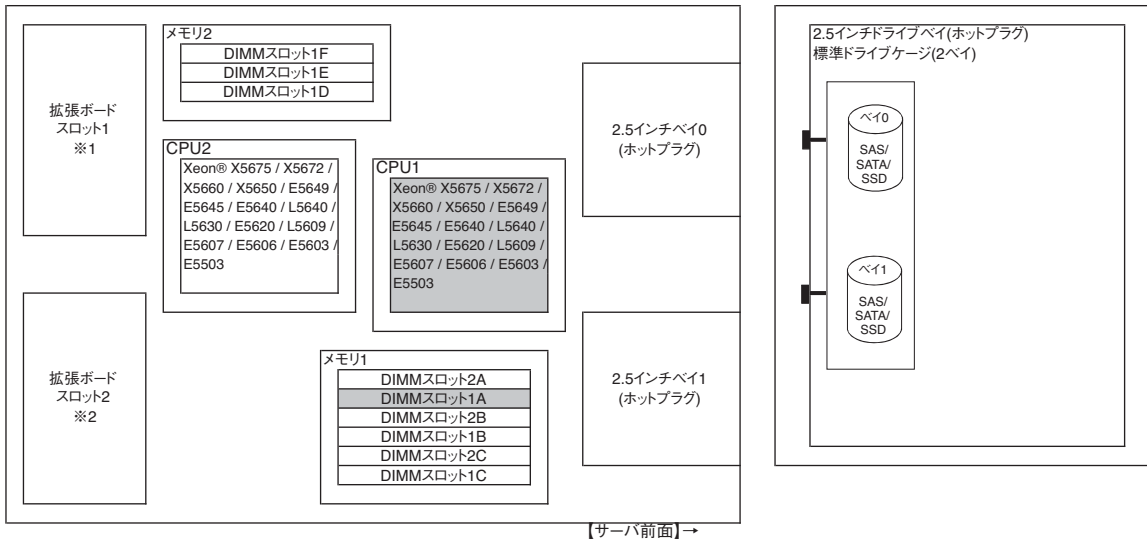 拡張ボード
スロット1
※1
拡張ボード
スロット2
※2
メモリ2
DIMMスロット1F
DIMMスロット1E
DIMMスロット1D
CPU2
Xeon® X5675 / X5672 /
X5660 / X5650 / E5649 /
E5645 / E5640 / L5640 /
L5630 / E5620 / L5609 /
E5607 / E5606 / E5603 /
E5503
CPU1
Xeon® X5675 / X5672 /
X5660 / X5650 / E5649 /
E5645 / E5640 / L5640 /
L5630 / E5620 / L5609 /
E5607 / E5606 / E5603 /
E5503
メモリ1
DIMMスロット2A
DIMMスロット1A
DIMMスロット2B
DIMMスロット1B
DIMMスロット2C
DIMMスロット1C
2.5インチベイ0
(ホットプラグ)
2.5インチベイ1
(ホットプラグ)
【サーバ前面】→
2.5インチドライブベイ(ホットプラグ)
標準ドライブケージ(2ベイ)
ベイ0
SAS/
SATA/
SSD
ベイ1
SAS/
SATA/
SSD